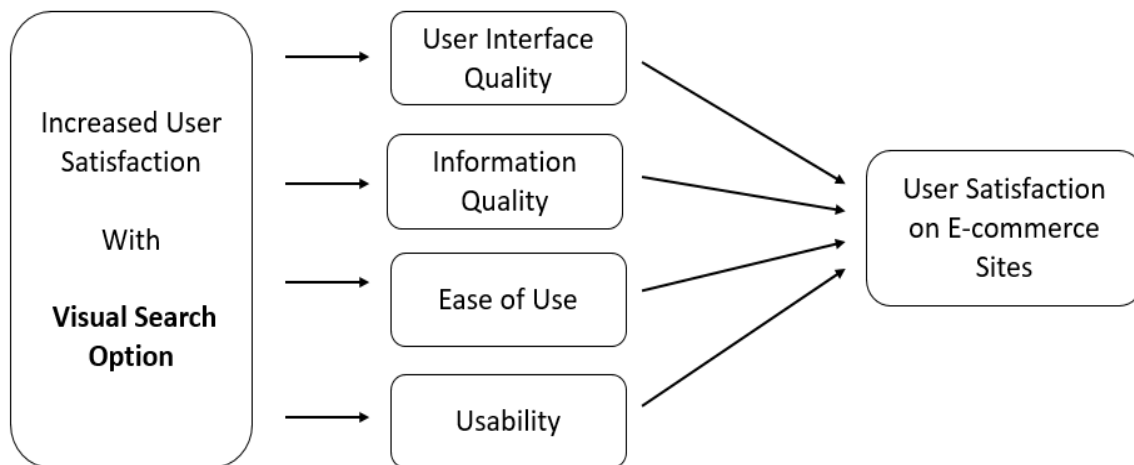 Increased User
Satisfaction
With
Visual Search
Option
User Interface
Quality
Information
Quality
Ease of Use
Usability
User Satisfaction
on E-commerce
Sites